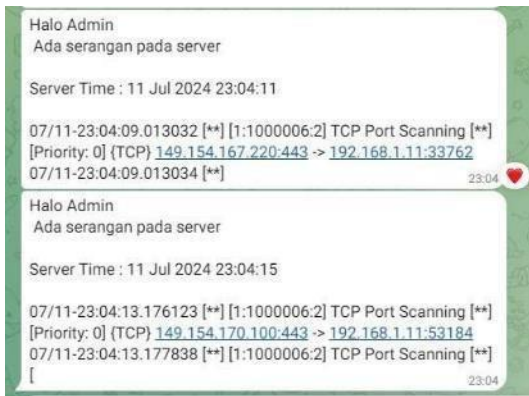 Halo Admin
Ada serangan pada server
Server Time : 11 Jul 2024 23:04:11
07/11-23:04:09.013032 [**] [1:1000006:2] TCP Port Scanning [**]
[Priority: 0] {TCP} 149.154.167.220:443 -> 192.168.1.11:33762
07/11-23:04:09.013034 [**]
23:04
Halo Admin
Ada serangan pada server
Server Time : 11 Jul 2024 23:04:15
07/11-23:04:13.176123 [**] [1:1000006:2] TCP Port Scanning [**]
[Priority: 0] {TCP} 149.154.170.100:443 -> 192.168.1.11:53184
07/11-23:04:13.177838 [**] [1:1000006:2] TCP Port Scanning [**]
[
23:04